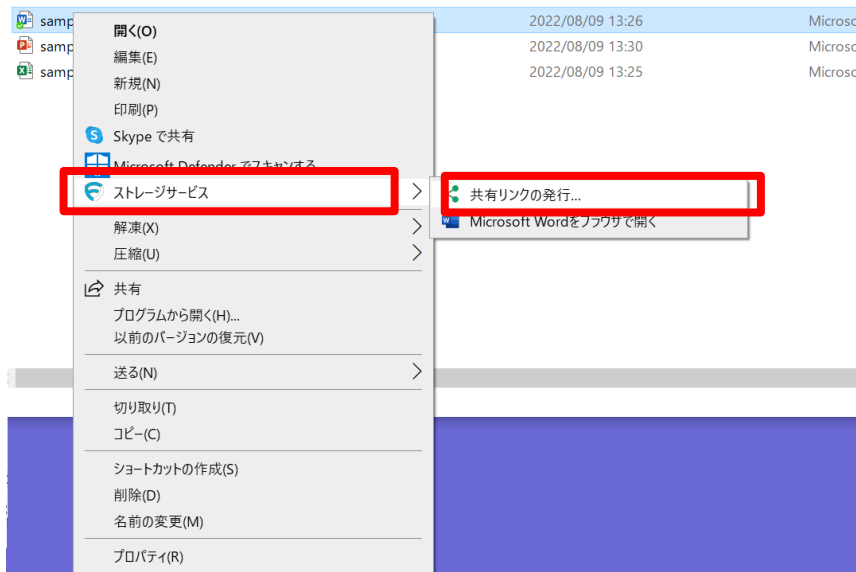 samp
2022/08/09 13:26
samp
2022/08/09 13:30
samp
2022/08/09 13:25
開く(O)
編集(E)
新規(N)
印刷(P)
Skype で共有
Microsoft Defender でスキャンする
ストレージサービス
共有リンクの発行...
Microsoft Wordをブラウザで開く
解凍(X)
圧縮(U)
共有
プログラムから開く(H)...
以前のバージョンの復元(V)
送る(N)
切り取り(T)
コピー(C)
ショートカットの作成(S)
削除(D)
名前の変更(M)
プロパティ(R)